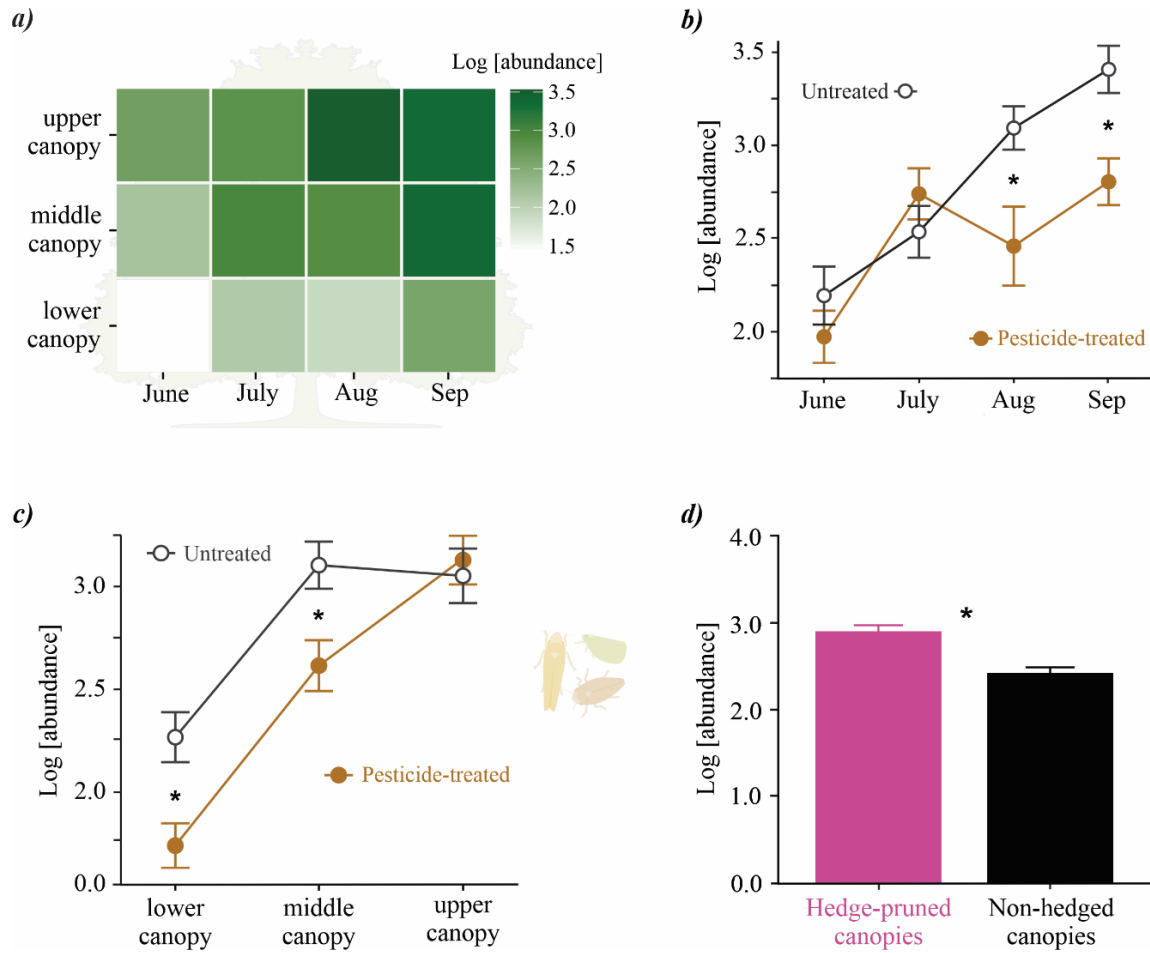 a)
Log [abundance]
3.5
3.0
2.5
2.0
1.5
upper
canopy
middle
canopy
lower
canopy
June July Aug Sep
b)
3.5
3.0
2.5
2.0
Log [abundance]
Untreated
*
*
Pesticide-treated
June July Aug Sep
c)
3.0
2.5
2.0
0.0
Log [abundance]
Untreated
*
*
Pesticide-treated
lower middle upper
canopy canopy canopy
d)
4.0
3.0
2.0
1.0
0.0
Log [abundance]
*
Hedge-pruned Non-hedged
canopies canopies